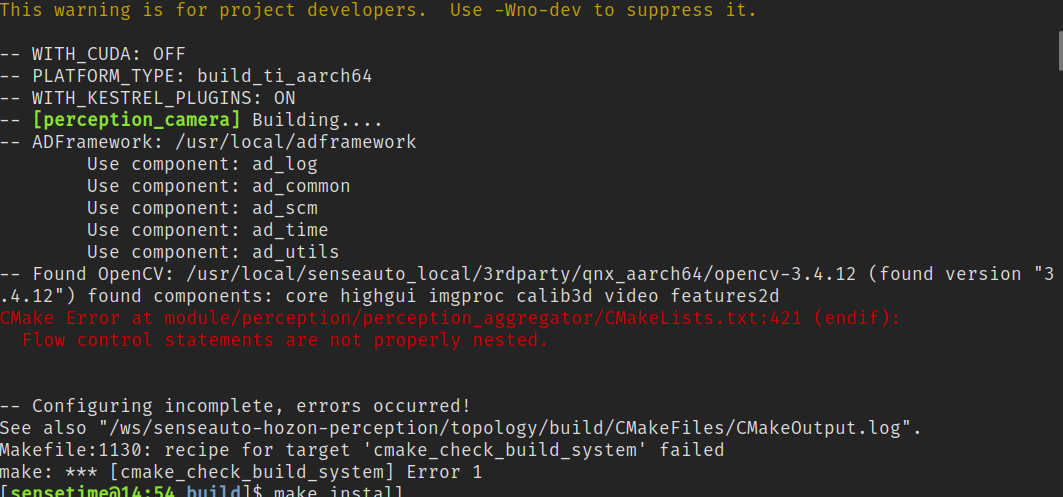 This warning is for project developers.  Use -Wno-dev to suppress it.
-- WITH_CUDA: OFF
-- PLATFORM_TYPE: build_ti_aarch64
-- WITH_KESTREL_PLUGINS: ON
-- [perception_camera] Building....
-- ADFramework: /usr/local/adframework
        Use component: ad_log
        Use component: ad_common
        Use component: ad_scm
        Use component: ad_time
        Use component: ad_utils
-- Found OpenCV: /usr/local/senseauto_local/3rdparty/qnx_aarch64/opencv-3.4.12 (found version "3
.4.12") found components: core highgui imgproc calib3d video features2d
CMake Error at module/perception/perception_aggregator/CMakeLists.txt:421 (endif):
  Flow control statements are not properly nested.
-- Configuring incomplete, errors occurred!
See also "/ws/senseauto-hozon-perception/topology/build/CMakeFiles/CMakeOutput.log".
Makefile:1130: recipe for target 'cmake_check_build_system' failed
make: *** [cmake_check_build_system] Error 1
[sensetime@14:54 build]$ make install